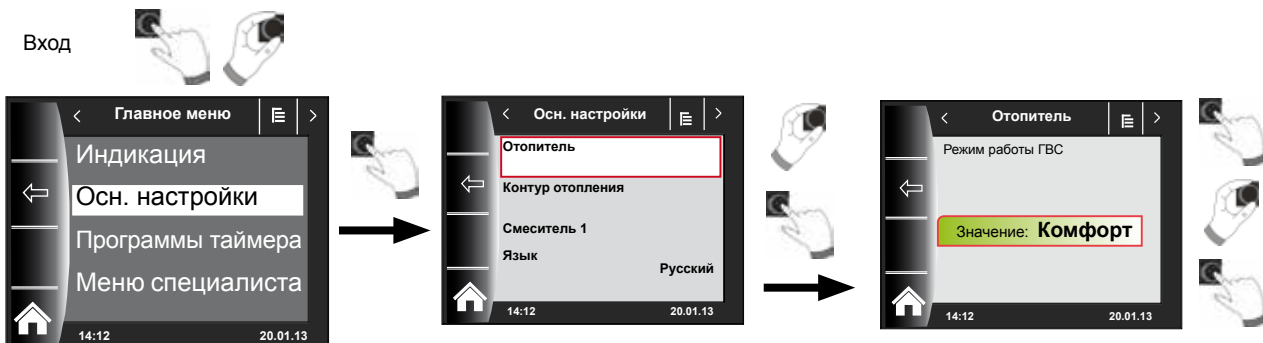 Вход
Главное меню
Индикация
Осн. настройки
Программы таймера
Меню специалиста
14:12 20.01.13
Осн. настройки
Отопитель
Контур отопления
Смеситель 1
Язык
Русский
14:12 20.01.13
Отопитель
Режим работы ГВС
Значение: Комфорт
14:12 20.01.13